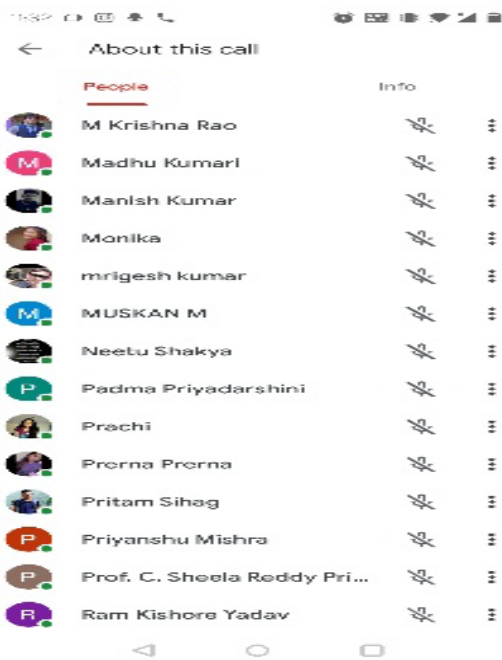 About this call
People Info
M Krishna Rao
M Madhu Kumari
Manish Kumar
Monika
mrigesh kumar
M MUSKAN M
Neetu Shakya
P Padma Priyadarshini
Prachi
Prerna Prerna
Pritam Sihag
P Priyanshu Mishra
P Prof. C. Sheela Reddy Pri...
R Ram Kishore Yadav